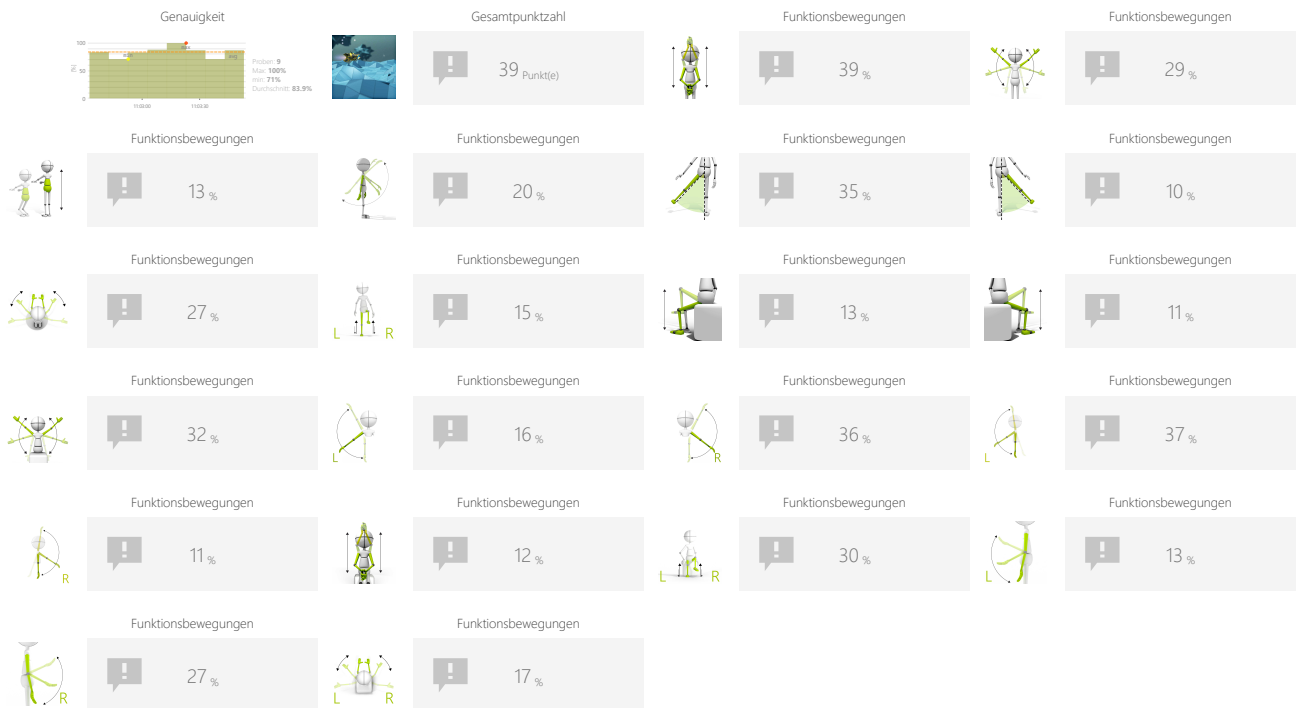 Genauigkeit
100
50
0
[%]
11:03:00
11:03:30
Proben: 9
Max: 100%
min: 71%
Durchschnitt: 83.9%
Gesamtpunktzahl
39 Punkt(e)
Funktionsbewegungen
39 %
Funktionsbewegungen
29 %
Funktionsbewegungen
13 %
Funktionsbewegungen
20 %
Funktionsbewegungen
35 %
Funktionsbewegungen
10 %
Funktionsbewegungen
27 %
Funktionsbewegungen
L R
15 %
Funktionsbewegungen
13 %
Funktionsbewegungen
11 %
Funktionsbewegungen
32 %
Funktionsbewegungen
L
16 %
Funktionsbewegungen
R
36 %
Funktionsbewegungen
L
37 %
Funktionsbewegungen
R
11 %
Funktionsbewegungen
12 %
Funktionsbewegungen
L R
30 %
Funktionsbewegungen
L
13 %
Funktionsbewegungen
R
27 %
Funktionsbewegungen
L R
17 %